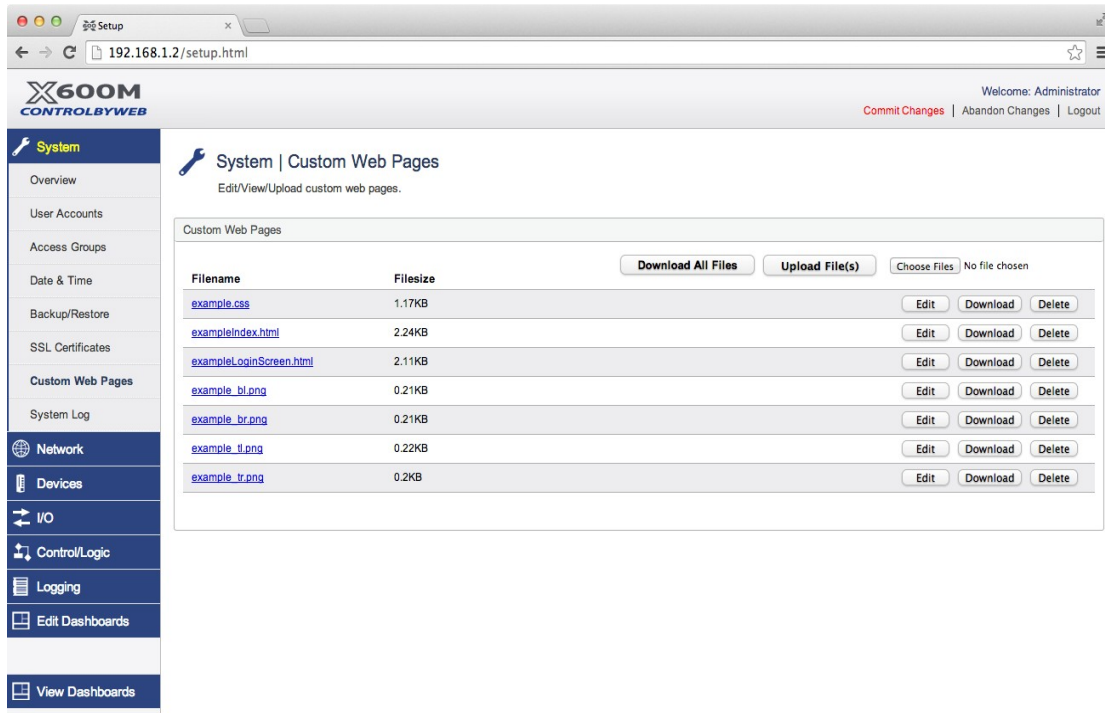 Setup
192.168.1.2/setup.html
X600M
CONTROLBYWEB
Welcome: Administrator
Commit Changes | Abandon Changes | Logout
System
Overview
User Accounts
Access Groups
Date & Time
Backup/Restore
SSL Certificates
Custom Web Pages
System Log
Network
Devices
I/O
Control/Logic
Logging
Edit Dashboards
View Dashboards
System | Custom Web Pages
Edit/View/Upload custom web pages.
Custom Web Pages
Download All Files Upload File(s) Choose Files No file chosen
Filename Filesize
example.css 1.17KB Edit Download Delete
exampleIndex.html 2.24KB Edit Download Delete
exampleLoginScreen.html 2.11KB Edit Download Delete
example_bl.png 0.21KB Edit Download Delete
example_br.png 0.21KB Edit Download Delete
example_tl.png 0.22KB Edit Download Delete
example_tr.png 0.2KB Edit Download Delete